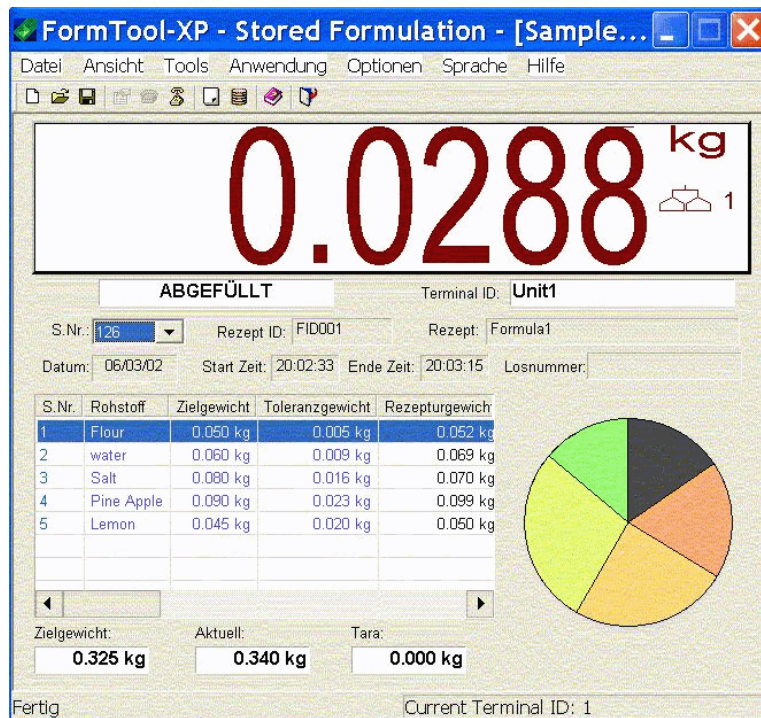 FormTool-XP - Stored Formulation - [Sample...
Datei Ansicht Tools Anwendung Optionen Sprache Hilfe
0.0288 kg
1
ABGEFÜLLT Terminal ID: Unit1
S.Nr.: 126 Rezept ID: FID001 Rezept: Formula1
Datum: 06/03/02 Start Zeit: 20:02:33 Ende Zeit: 20:03:15 Losnummer:
S.Nr. Rohstoff Zielgewicht Toleranzgewicht Rezepturgewich
1 Flour 0.050 kg 0.005 kg 0.052 kg
2 water 0.060 kg 0.009 kg 0.069 kg
3 Salt 0.080 kg 0.016 kg 0.070 kg
4 Pine Apple 0.090 kg 0.023 kg 0.099 kg
5 Lemon 0.045 kg 0.020 kg 0.050 kg
Zielgewicht: Aktuell: Tara:
0.325 kg 0.340 kg 0.000 kg
Fertig Current Terminal ID: 1